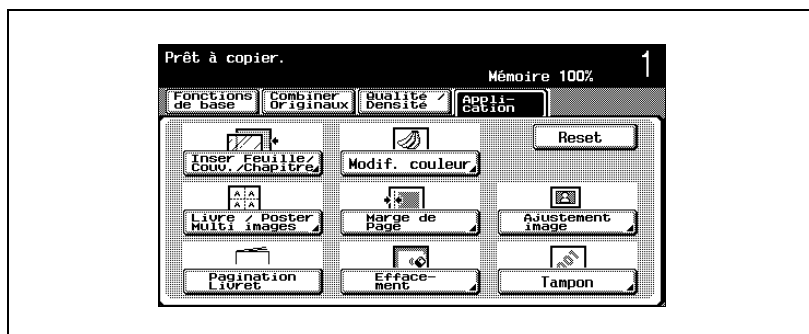 Prêt à copier.
Mémoire 100%
1
Fonctions
de base
Combiner
Originaux
Qualité /
Densité
Appli-
cation
Reset
Inser Feuille/
Couv./Chapitre
Modif. couleur
Livre / Poster
Multi images
Marge de
Page
Ajustement
image
Pagination
Livret
Efface-
ment
Tampon